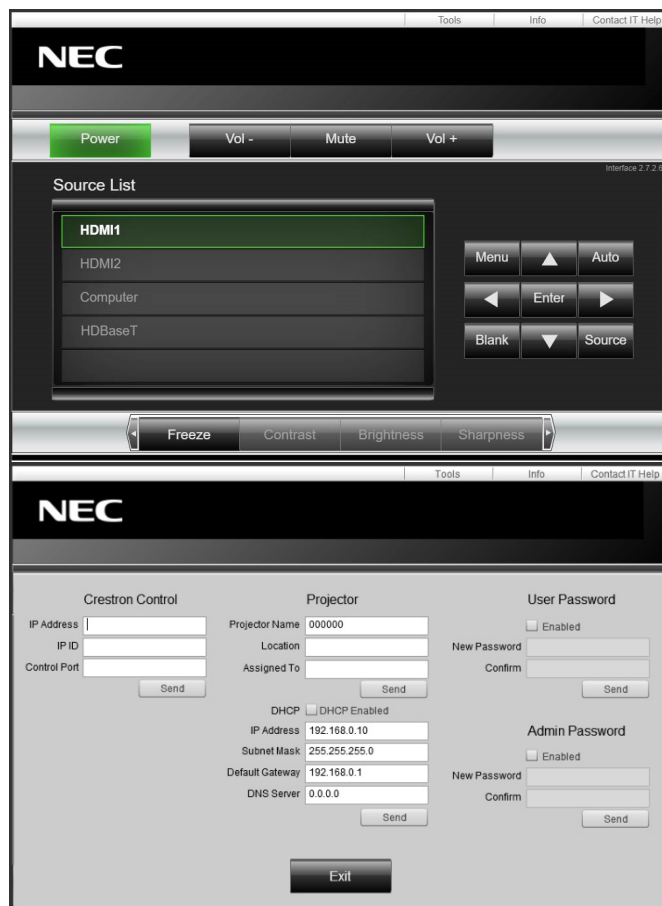 Tools Info Contact IT Help
NEC
Power Vol - Mute Vol +
Interface 2.7.2.6
Source List
HDMI1
HDMI2
Computer
HDBaseT
Menu Auto
Enter
Blank Source
Freeze Contrast Brightness Sharpness
Tools Info Contact IT Help
NEC
Crestron Control Projector User Password
IP Address Projector Name 000000 Enabled
IP ID Location New Password
Control Port Assigned To Confirm
Send Send Send
DHCP DHCP Enabled
IP Address 192.168.0.10 Admin Password
Subnet Mask 255.255.255.0 Enabled
Default Gateway 192.168.0.1 New Password
DNS Server 0.0.0.0 Confirm
Send Send
Exit